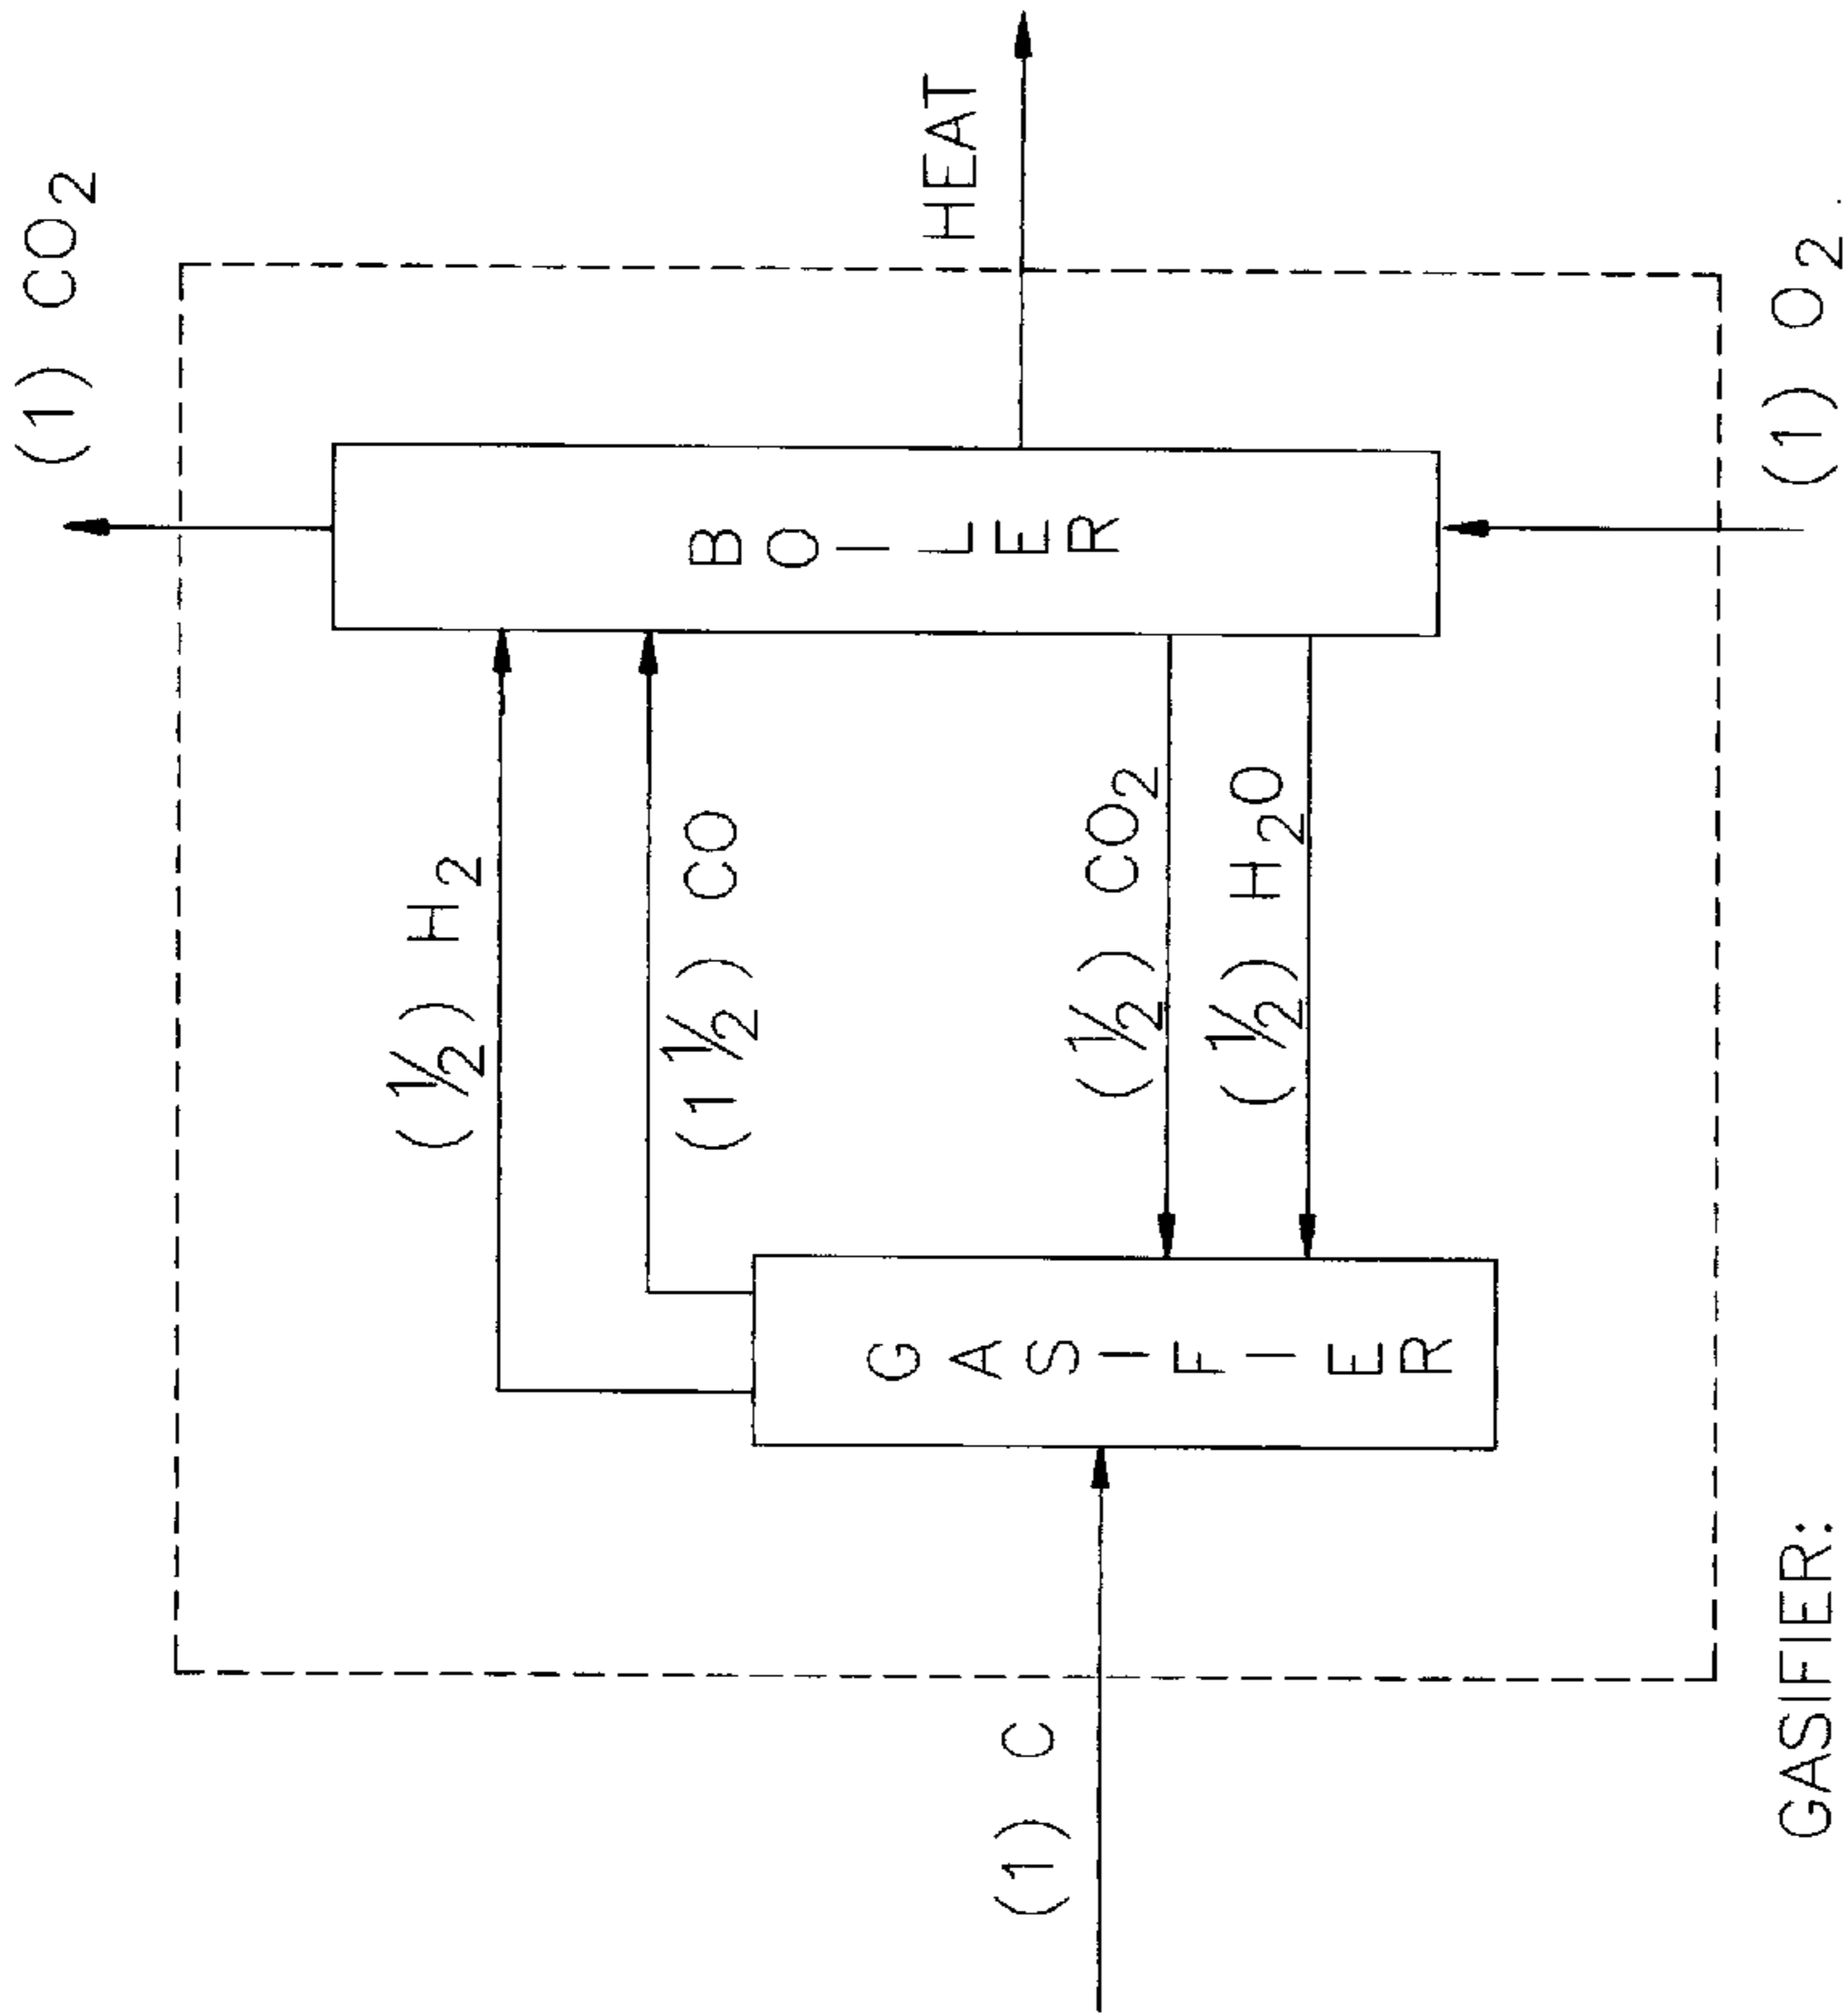 (1) CO₂
HEAT
(½) H₂
(1½) CO
BOILER
(½) CO₂
(½) H₂O
GASIFIER
(1) C
(1) O₂
GASIFIER: